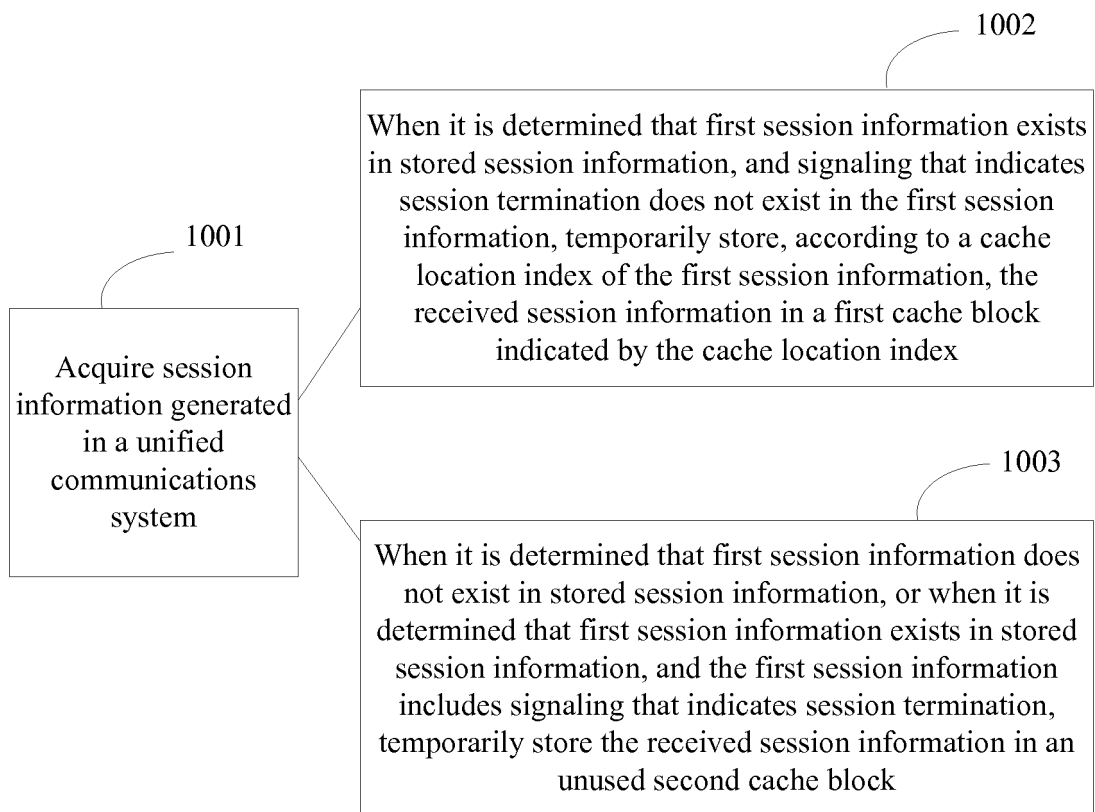 1002
When it is determined that first session information exists
in stored session information, and signaling that indicates
session termination does not exist in the first session
information, temporarily store, according to a cache
location index of the first session information, the
received session information in a first cache block
indicated by the cache location index
1001
Acquire session
information generated
in a unified
communications
system
1003
When it is determined that first session information does
not exist in stored session information, or when it is
determined that first session information exists in stored
session information, and the first session information
includes signaling that indicates session termination,
temporarily store the received session information in an
unused second cache block